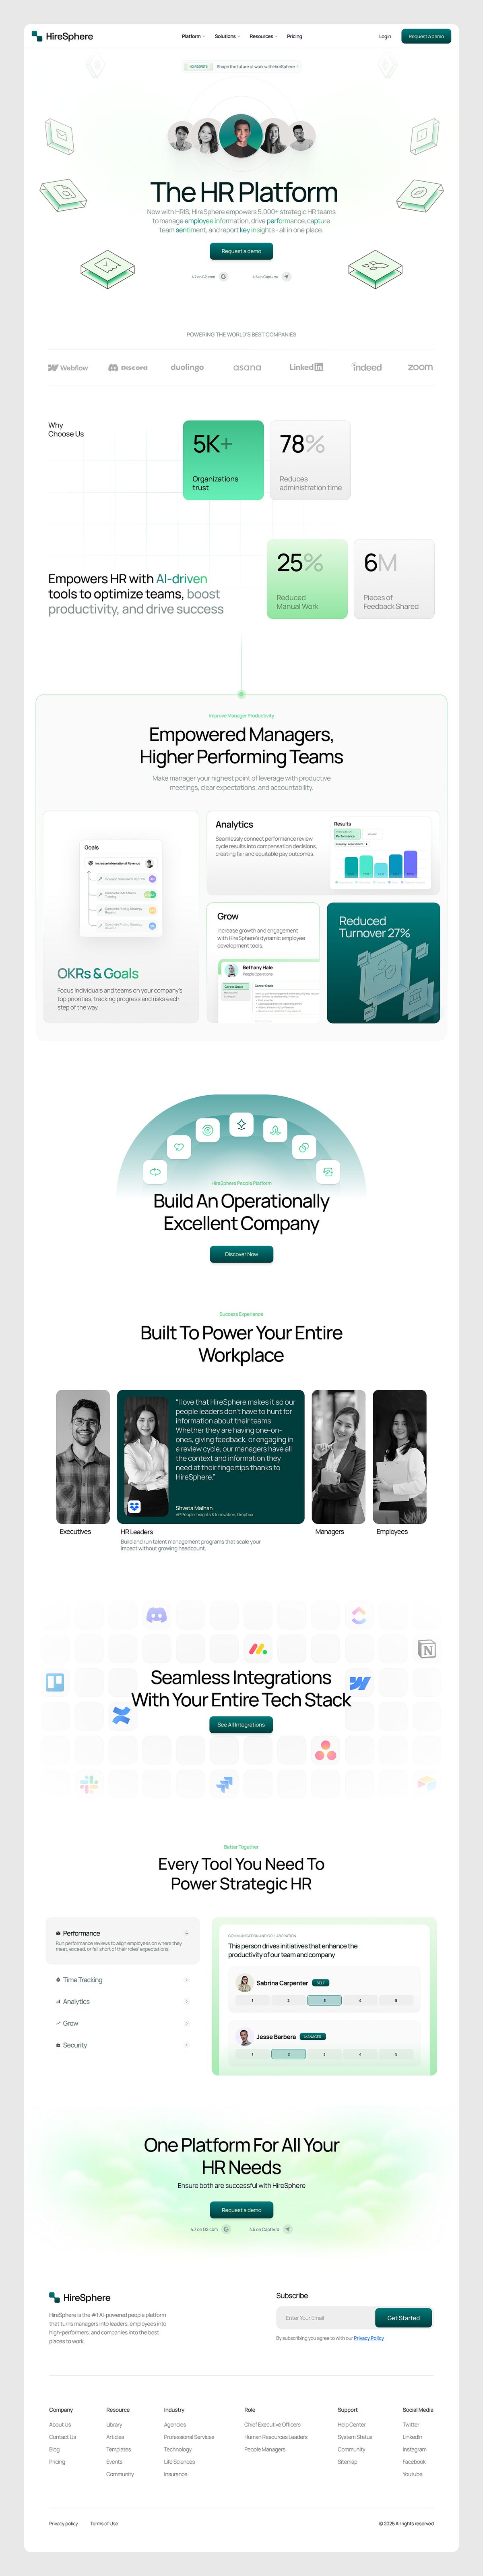 HireSphere
Platform
Solutions
Resources
Pricing
Login
Request a demo
Shape the future of work with HireSphere
The HR Platform
Now with HRIS, HireSphere empowers 5,000+ strategic HR teams
to manage employee information, drive performance, capture
team sentiment, and report key insights - all in one place.
Request a demo
4.7 on G2.com
4.5 on Capterra
POWERING THE WORLD'S BEST COMPANIES
Webflow
Discord
duolingo
asana
Linkedin
indeed
zoom
Why
Choose Us
5K+
Organizations
trust
78%
Reduces
administration time
25%
Reduced
Manual Work
6M
Pieces of
Feedback Shared
Empowers HR with AI-driven
tools to optimize teams, boost
productivity, and drive success
Improve Manager Productivity
Empowered Managers,
Higher Performing Teams
Make manager your highest point of leverage with productive
meetings, clear expectations, and accountability.
Goals
Increase International Revenue
OKRs & Goals
Focus individuals and teams on your company's
top priorities, tracking progress and risks each
step of the way.
Analytics
Seamlessly connect performance review
cycle results into compensation decisions,
creating fair and equitable pay outcomes.
Results
Performance
Grow
Increase growth and engagement
with HireSphere's dynamic employee
development tools.
Bethany Hale
People Operations
Career Goals
Career Goals
Reduced
Turnover 27%
HireSphere People Platform
Build An Operationally
Excellent Company
Discover Now
Success Experience
Built To Power Your Entire
Workplace
"I love that HireSphere makes it so our
people leaders don't have to hunt for
information about their teams.
Whether they are having one-on-
ones, giving feedback, or engaging in
a review cycle, our managers have all
the context and information they
need at their fingertips thanks to
HireSphere."
Shveta Malhan
VP People Insights & Innovation, Dropbox
Executives
HR Leaders
Build and run talent management programs that scale your
impact without growing headcount.
Managers
Employees
Seamless Integrations
With Your Entire Tech Stack
See All Integrations
Better Together
Every Tool You Need To
Power Strategic HR
Performance
Run performance reviews to align employees on where they
meet, exceed, or fall short of their roles' expectations.
Time Tracking
Analytics
Grow
Security
COMMUNICATION AND COLLABORATION
This person drives initiatives that enhance the
productivity of our team and company
Sabrina Carpenter
SELF
1 2 3 4 5
Jesse Barbera
MANAGER
1 2 3 4 5
One Platform For All Your
HR Needs
Ensure both are successful with HireSphere
Request a demo
4.7 on G2.com
4.5 on Capterra
HireSphere
HireSphere is the #1 AI-powered people platform
that turns managers into leaders, employees into
high-performers, and companies into the best
places to work.
Subscribe
Enter Your Email
Get Started
By subscribing you agree to with our Privacy Policy
Company
About Us
Contact Us
Blog
Pricing
Resource
Library
Articles
Templates
Events
Community
Industry
Agencies
Professional Services
Technology
Life Sciences
Insurance
Role
Chief Executive Officers
Human Resources Leaders
People Managers
Support
Help Center
System Status
Community
Sitemap
Social Media
Twitter
LinkedIn
Instagram
Facebook
Youtube
Privacy policy
Terms of Use
© 2025 All rights reserved